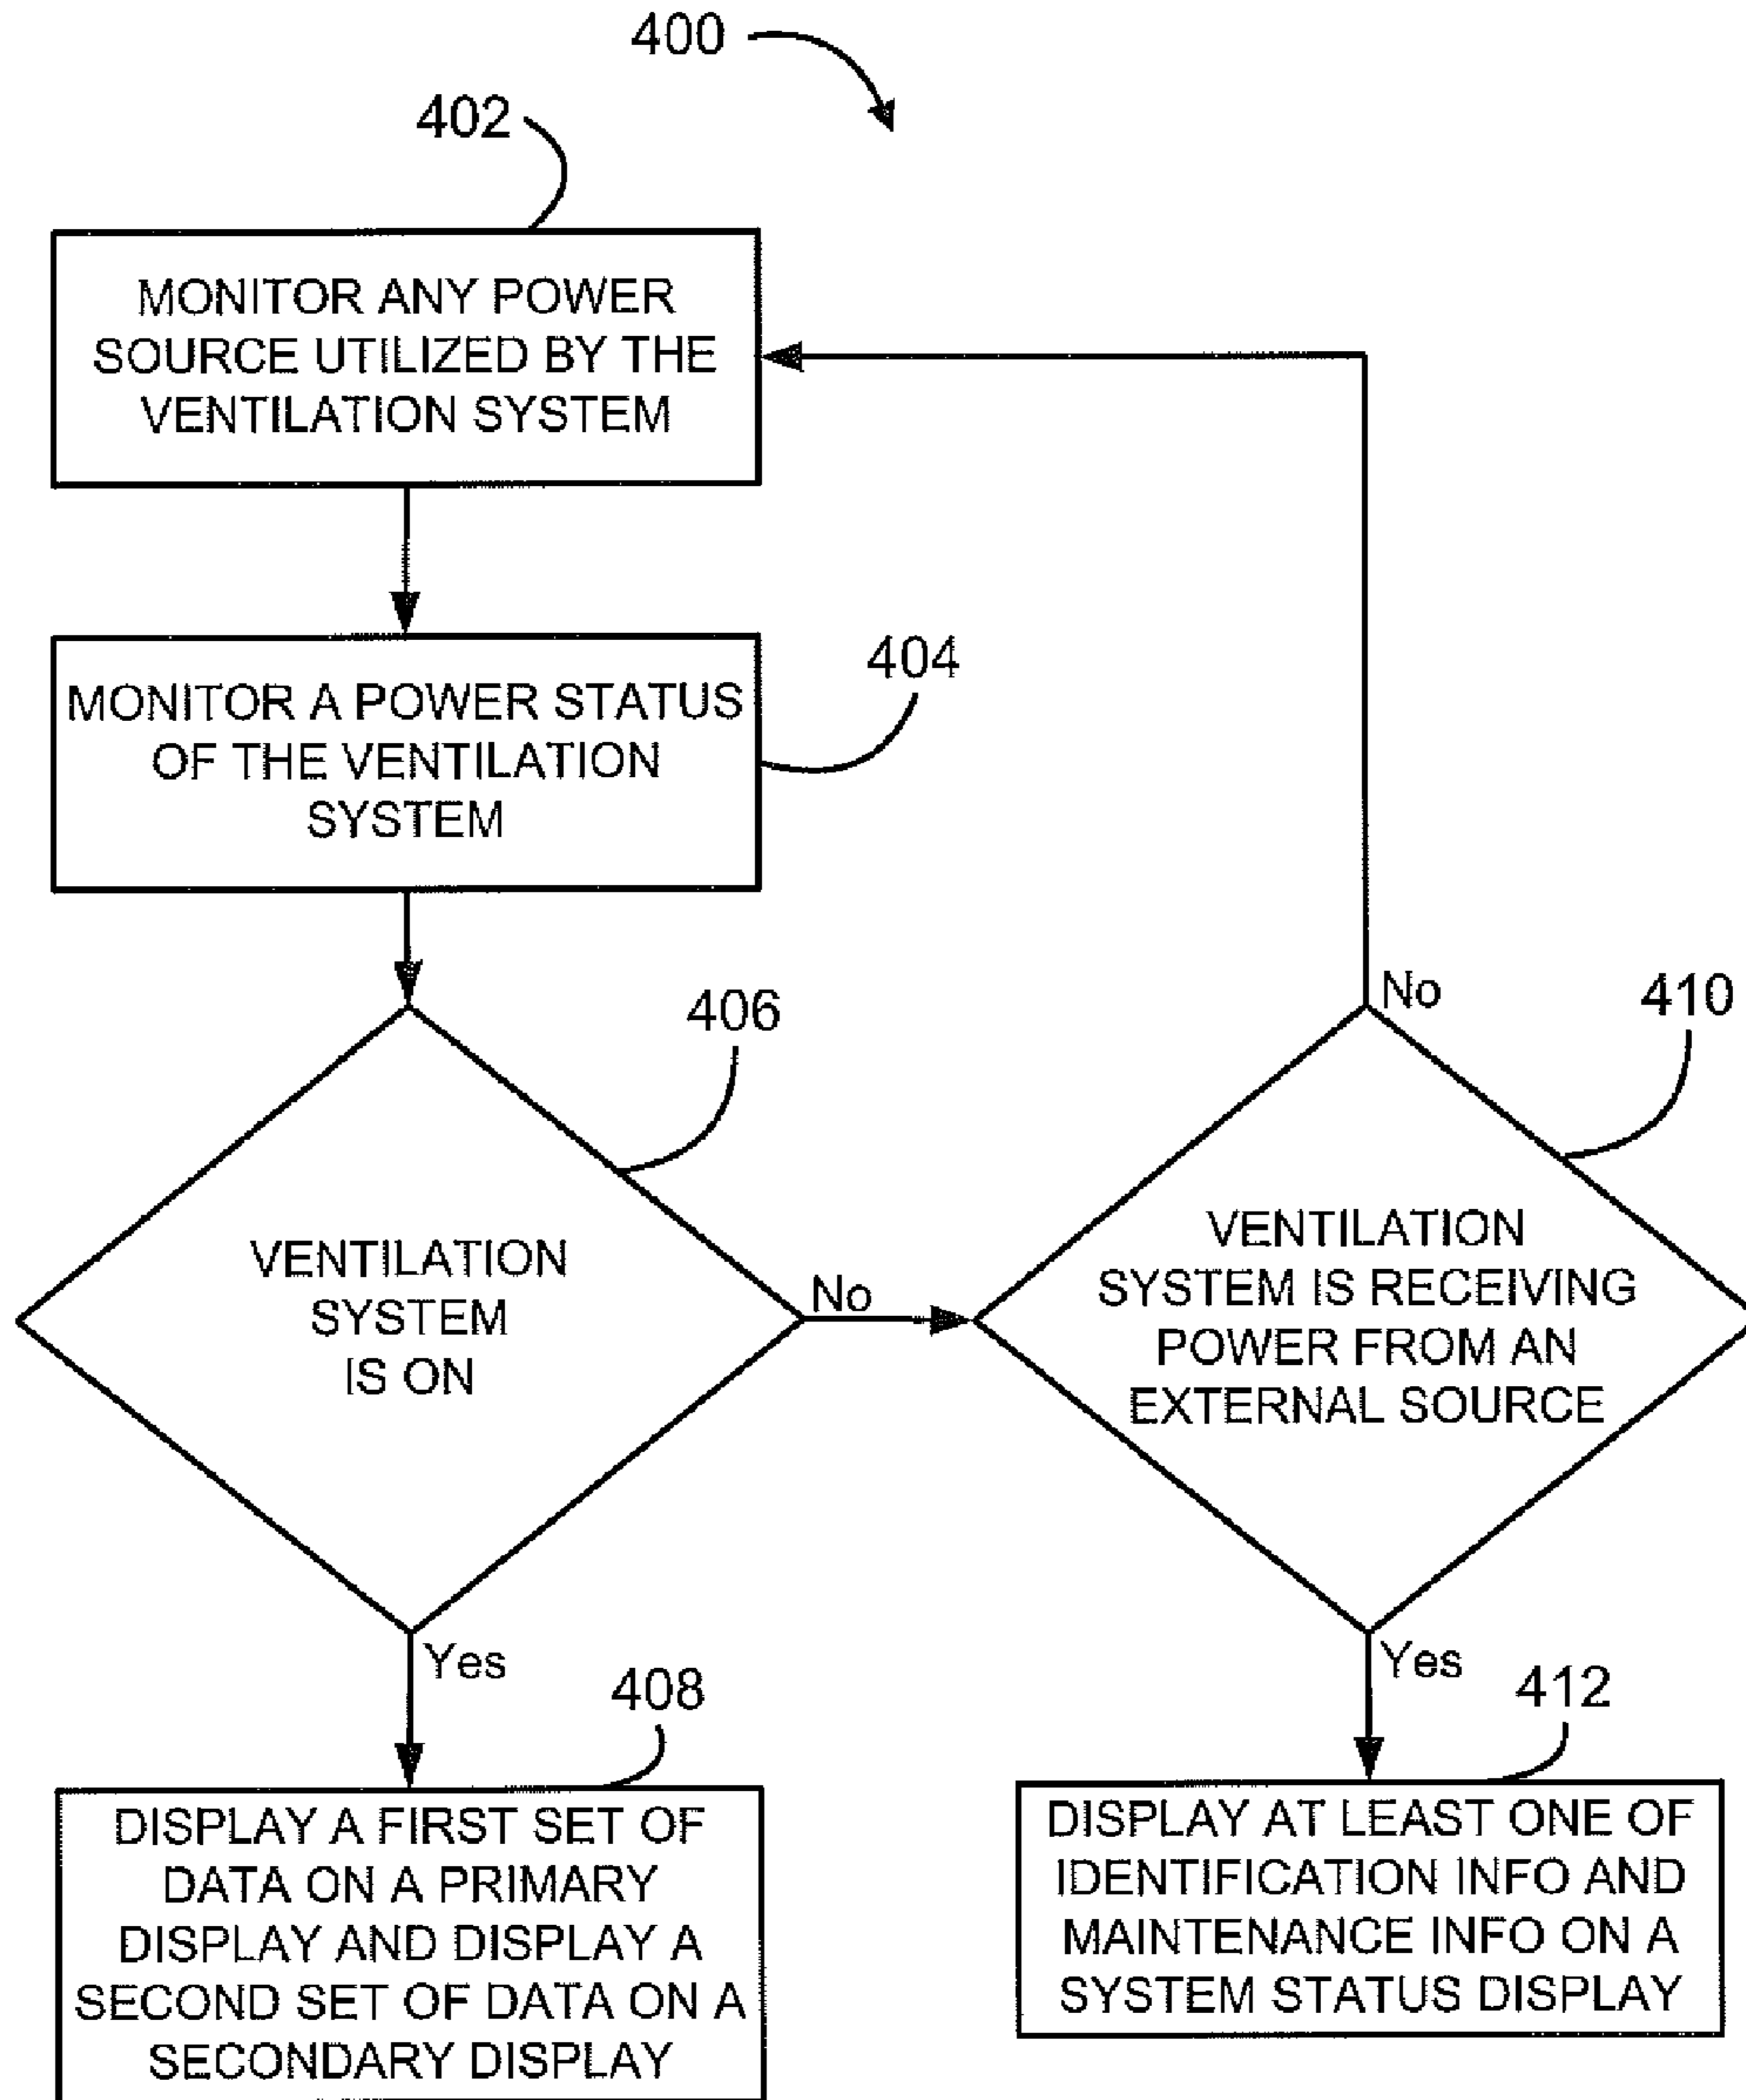 400
402
MONITOR ANY POWER
SOURCE UTILIZED BY THE
VENTILATION SYSTEM
404
MONITOR A POWER STATUS
OF THE VENTILATION
SYSTEM
406
VENTILATION
SYSTEM
IS ON
No
Yes
410
VENTILATION
SYSTEM IS RECEIVING
POWER FROM AN
EXTERNAL SOURCE
No
Yes
408
DISPLAY A FIRST SET OF
DATA ON A PRIMARY
DISPLAY AND DISPLAY A
SECOND SET OF DATA ON A
SECONDARY DISPLAY
412
DISPLAY AT LEAST ONE OF
IDENTIFICATION INFO AND
MAINTENANCE INFO ON A
SYSTEM STATUS DISPLAY